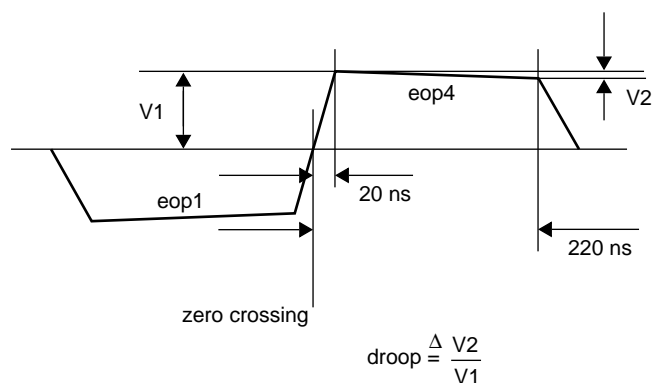 eop4
V2
V1
eop1
20 ns
220 ns
zero crossing
droop ≜ V2
V1